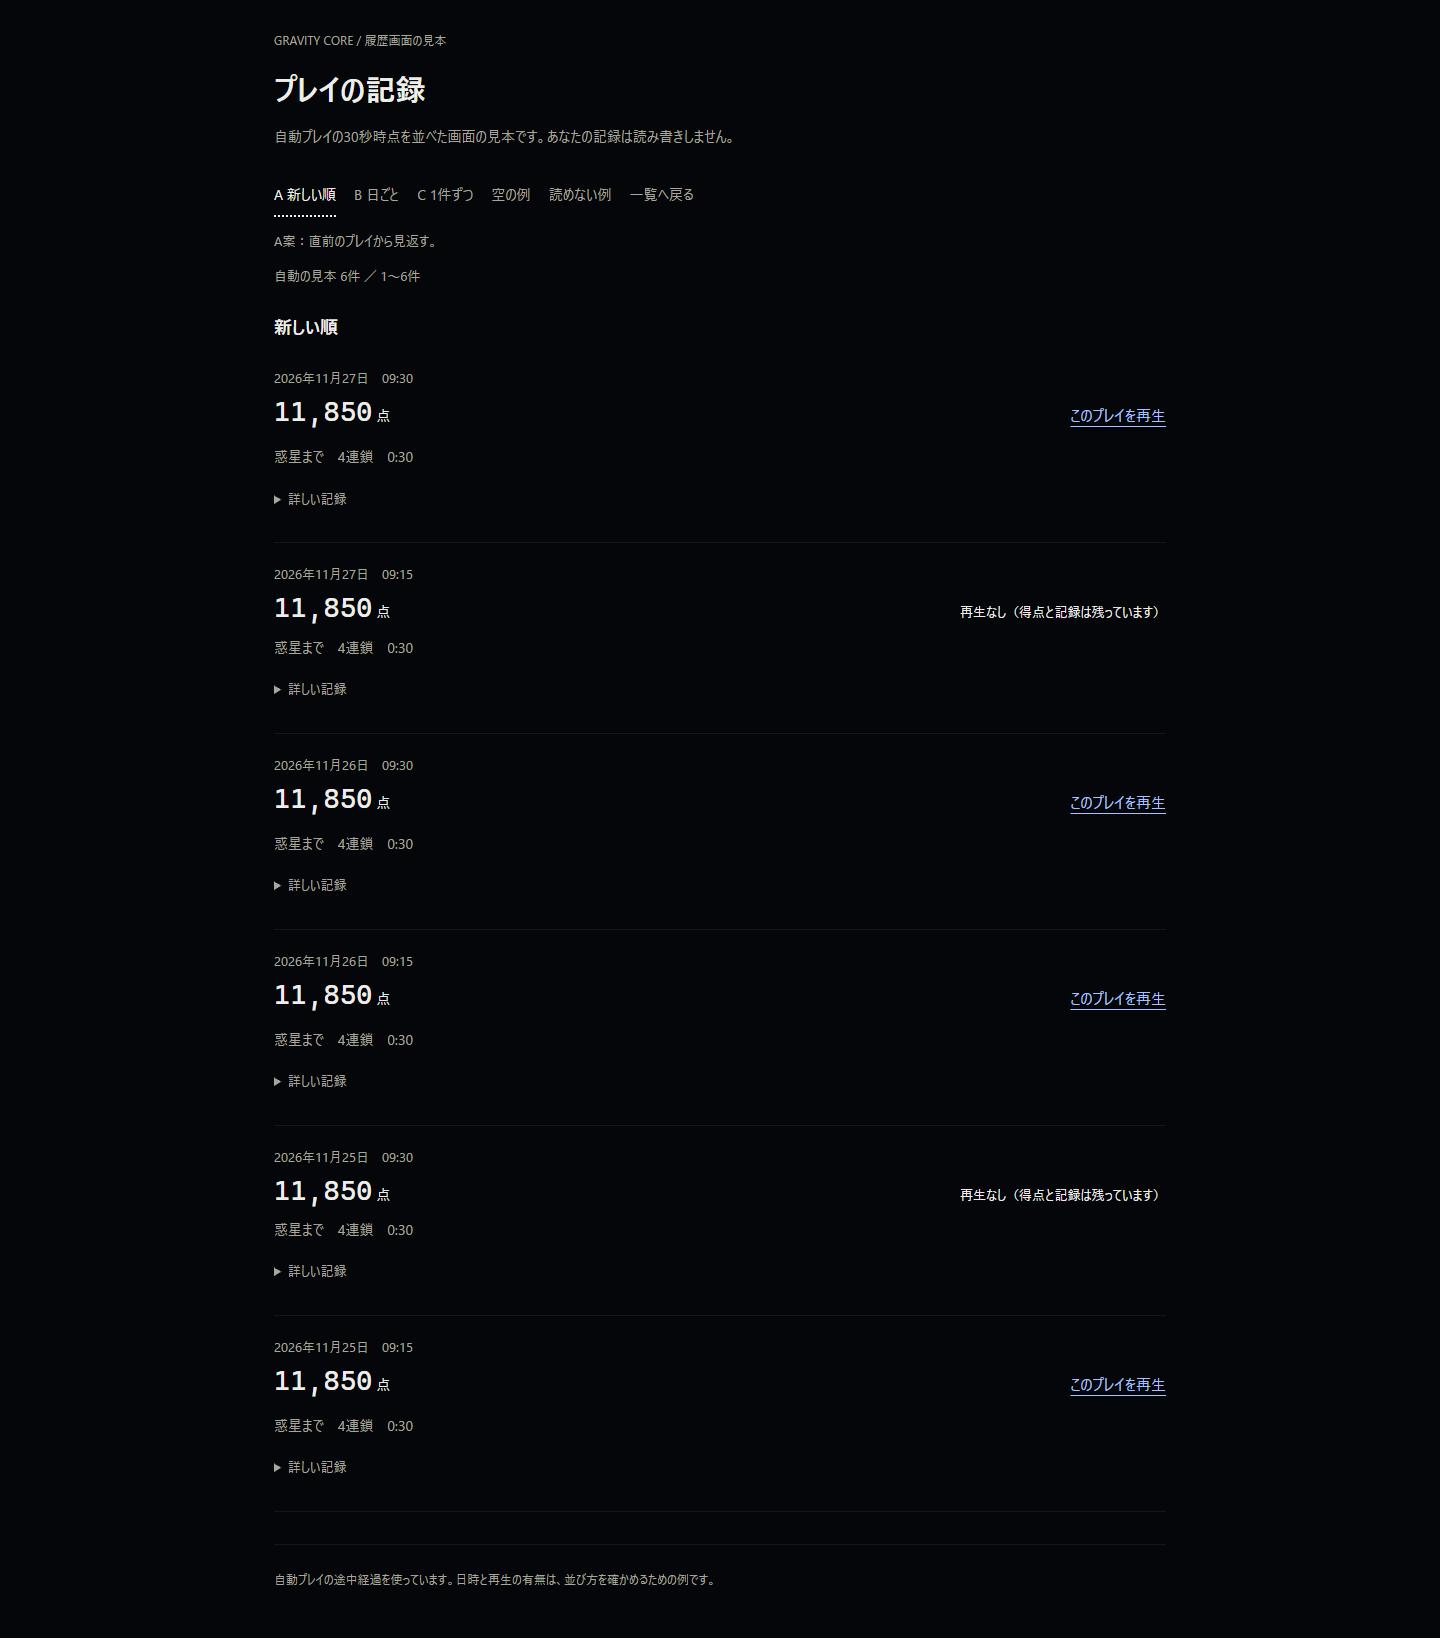 GRAVITY CORE / 履歴画面の見本
プレイの記録
自動プレイの30秒時点を並べた画面の見本です。あなたの記録は読み書きしません。
A 新しい順 B 日ごと C 1件ずつ 空の例 読めない例 一覧へ戻る
A案：直前のプレイから見返す。
自動の見本 6件 ／ 1〜6件
新しい順
2026年11月27日 09:30
11,850 点 このプレイを再生
惑星まで 4連鎖 0:30
▶ 詳しい記録
2026年11月27日 09:15
11,850 点 再生なし（得点と記録は残っています）
惑星まで 4連鎖 0:30
▶ 詳しい記録
2026年11月26日 09:30
11,850 点 このプレイを再生
惑星まで 4連鎖 0:30
▶ 詳しい記録
2026年11月26日 09:15
11,850 点 このプレイを再生
惑星まで 4連鎖 0:30
▶ 詳しい記録
2026年11月25日 09:30
11,850 点 再生なし（得点と記録は残っています）
惑星まで 4連鎖 0:30
▶ 詳しい記録
2026年11月25日 09:15
11,850 点 このプレイを再生
惑星まで 4連鎖 0:30
▶ 詳しい記録
自動プレイの途中経過を使っています。日時と再生の有無は、並び方を確かめるための例です。